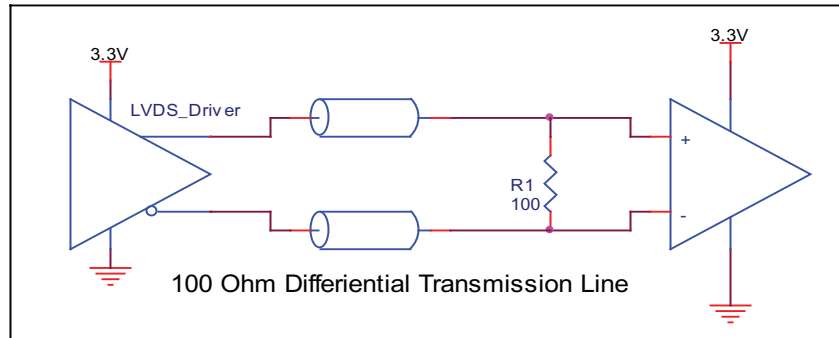 3.3V
3.3V
LVDS_Driver
+
R1
100
-
100 Ohm Differiential Transmission Line